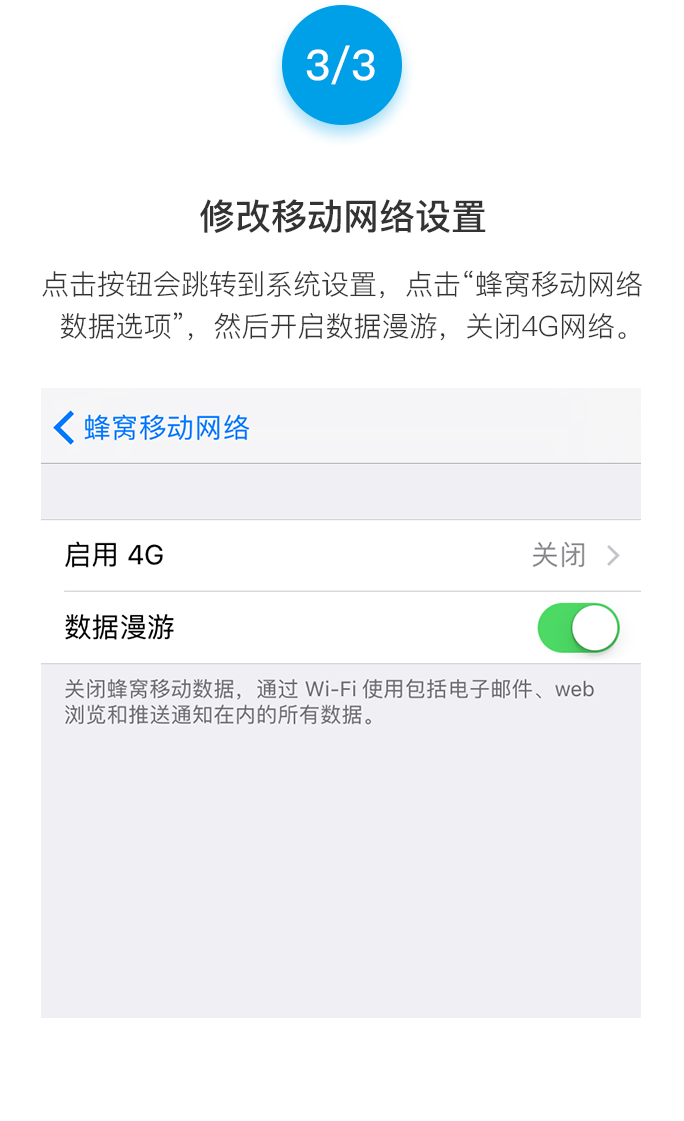 3/3
修改移动网络设置
点击按钮会跳转到系统设置，点击“蜂窝移动网络
数据选项”，然后开启数据漫游，关闭4G网络。
蜂窝移动网络
启用 4G 关闭
数据漫游
关闭蜂窝移动数据，通过 Wi-Fi 使用包括电子邮件、web
浏览和推送通知在内的所有数据。